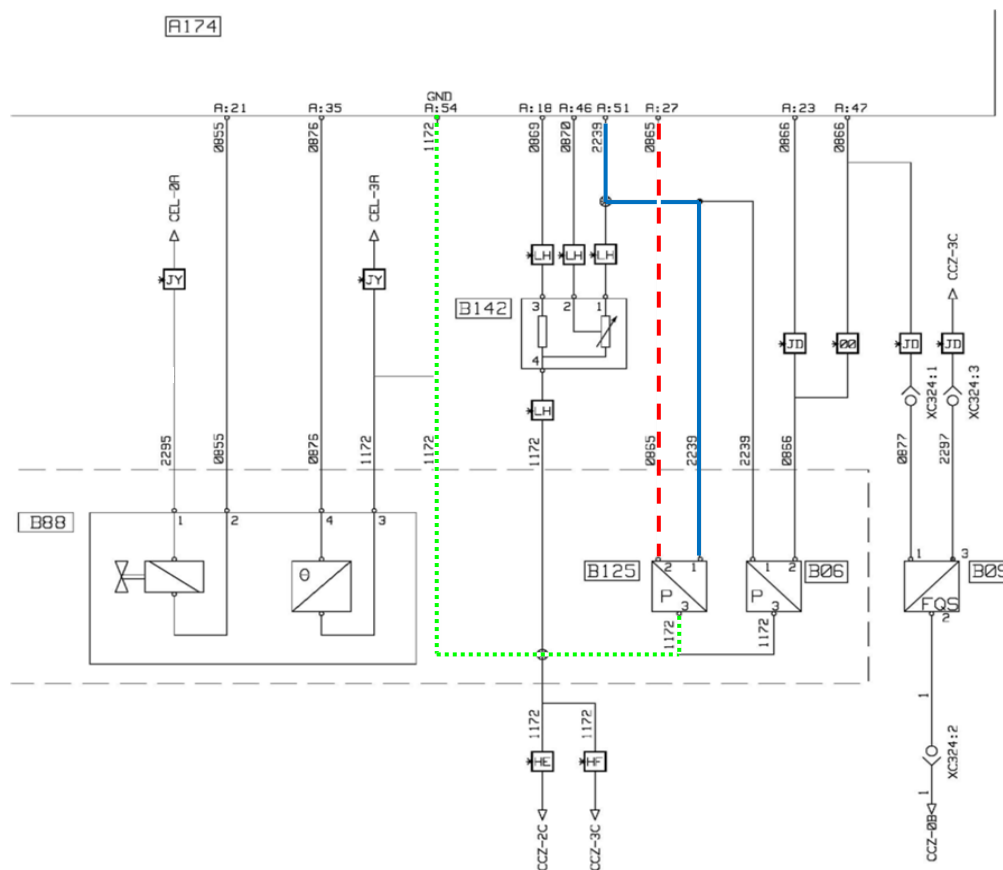 A174
GND
A:21 A:35 A:54 A:18 A:46 A:51 A:27 A:23 A:47
0855 0876 1172 0869 0870 2239 0865 0866 0866
CEL-0A CEL-3A CCZ-3C
LH LH LH
JY JY
B142 3 2 1
4
JD 00 JD JD
XC324:1 XC324:3
LH
2295 0855 0876 1172 1172 1172 0865 2239 2239 0866 0877 2297
B88 1 2 4 3
B125 2 1 1 2 B06 1 3 B09
θ P P FQS
3 3 2
1172 1172
1172 1172 1 XC324:2
HE HF
1
CCZ-2C CCZ-3C CCZ-0B